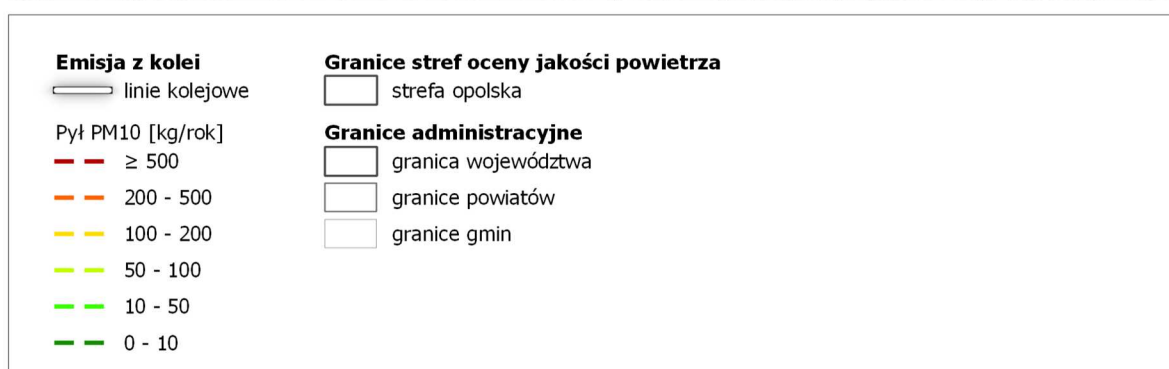 Emisja z kolei
linie kolejowe
Pył PM10 [kg/rok]
≥ 500
200 - 500
100 - 200
50 - 100
10 - 50
0 - 10
Granice stref oceny jakości powietrza
strefa opolska
Granice administracyjne
granica województwa
granice powiatów
granice gmin